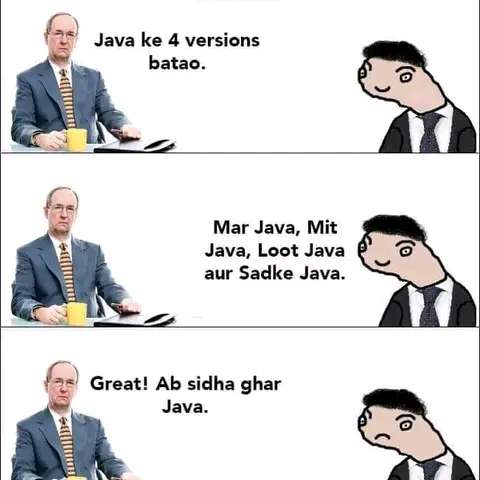 Java ke 4 versions
batao.
Mar Java, Mit
Java, Loot Java
aur Sadke Java.
Great! Ab sidha ghar
Java.